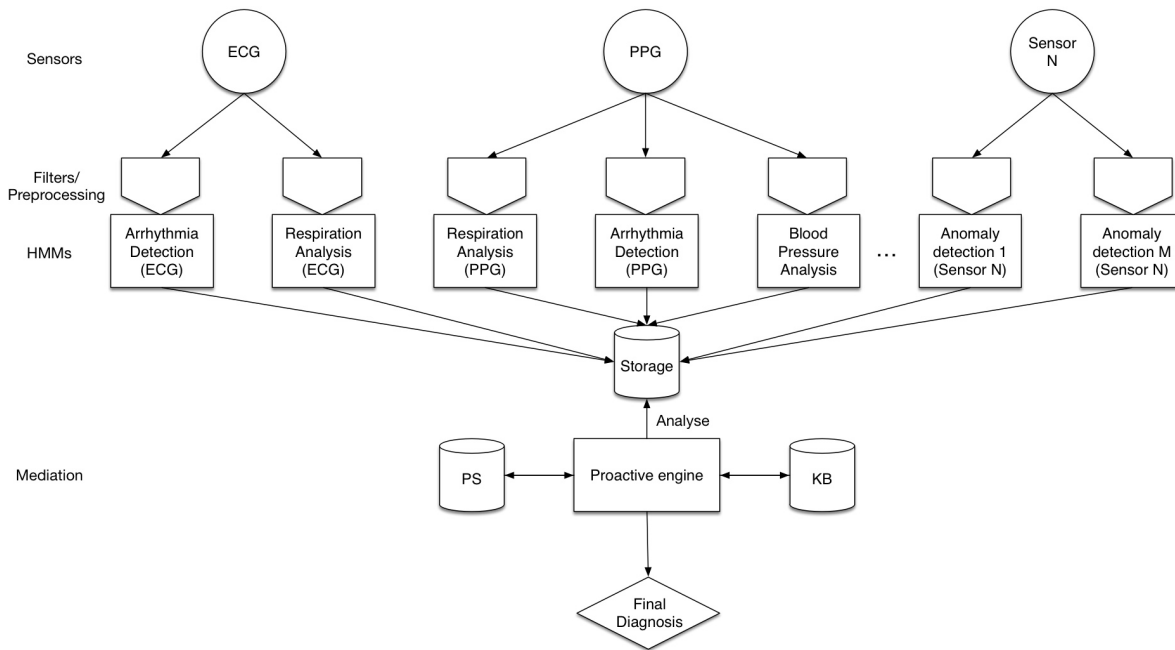 Sensors
ECG
PPG
Sensor
N
Filters/
Preprocessing
HMMs
Arrhythmia
Detection
(ECG)
Respiration
Analysis
(ECG)
Respiration
Analysis
(PPG)
Arrhythmia
Detection
(PPG)
Blood
Pressure
Analysis
...
Anomaly
detection 1
(Sensor N)
Anomaly
detection M
(Sensor N)
Storage
Analyse
Mediation
PS
Proactive engine
KB
Final
Diagnosis